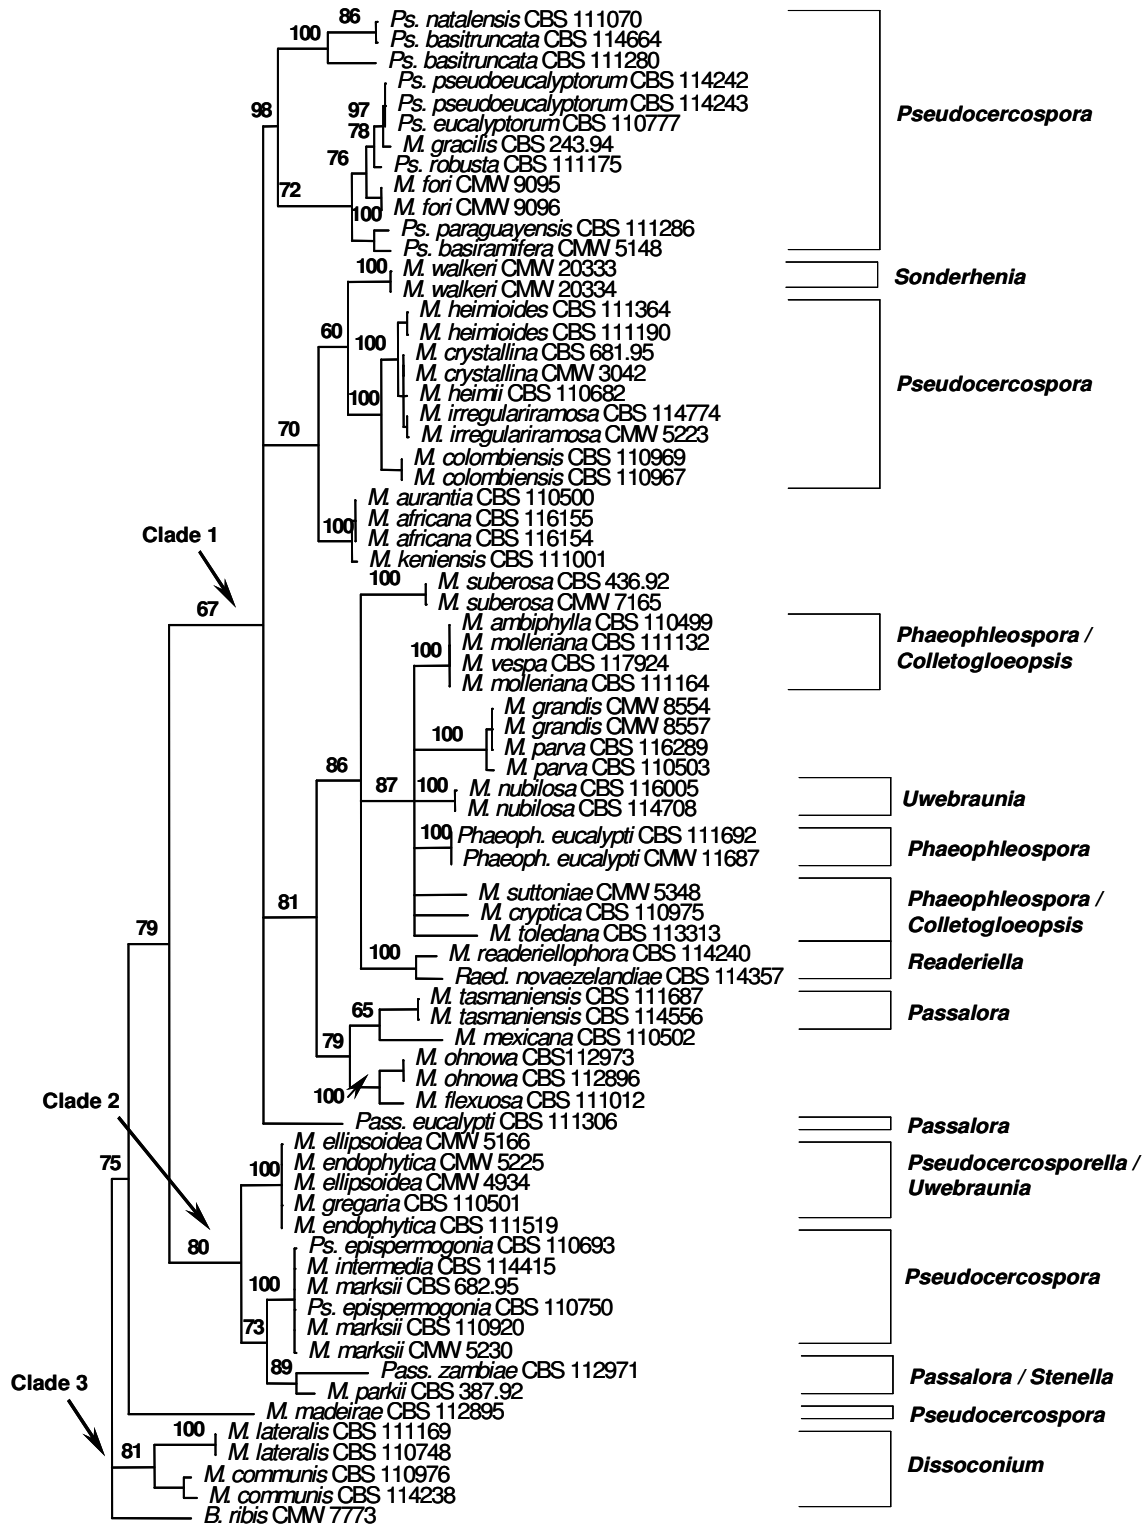 86
Ps. natalensis CBS 111070
100
Ps. basitruncata CBS 114664
Ps. basitruncata CBS 111280
Ps. pseudoeucalyptorum CBS 114242
98
97
Ps. pseudoeucalyptorum CBS 114243
Pseudocercospora
78
Ps. eucalyptorum CBS 110777
M. gracilis CBS 243.94
76
Ps. robusta CBS 111175
72
M. fori CMW 9095
100
M. fori CMW 9096
Ps. paraguayensis CBS 111286
Ps. basiramifera CMW 5148
100
M. walkeri CMW 20333
Sonderhenia
M. walkeri CMW 20334
M. heimioides CBS 111364
60
M. heimioides CBS 111190
100
M. crystallina CBS 681.95
M. crystallina CMW 3042
Pseudocercospora
100
M. heimii CBS 110682
M. irregulariramosa CBS 114774
70
M. irregulariramosa CMW 5223
M. colombiensis CBS 110969
M. colombiensis CBS 110967
M. aurantia CBS 110500
M. africana CBS 116155
100
M. africana CBS 116154
Clade 1
M. keniensis CBS 111001
100
M. suberosa CBS 436.92
M. suberosa CMW 7165
67
M. ambiphylla CBS 110499
Phaeophleospora /
Colletogloeopsis
M. molleriana CBS 111132
100
M. vespa CBS 117924
M. molleriana CBS 111164
M. grandis CMW 8554
M. grandis CMW 8557
100
M. parva CBS 116289
86
M. parva CBS 110503
87
100
M. nubilosa CBS 116005
Uwebraunia
M. nubilosa CBS 114708
100
Phaeoph. eucalypti CBS 111692
Phaeophleospora
Phaeoph. eucalypti CMW 11687
M. suttoniae CMW 5348
Phaeophleospora /
Colletogloeopsis
81
M. cryptica CBS 110975
79
M. toledana CBS 113313
100
M. readeriellophora CBS 114240
Readeriella
Raed. novaezelandiae CBS 114357
M. tasmaniensis CBS 111687
65
M. tasmaniensis CBS 114556
Passalora
79
M. mexicana CBS 110502
M. ohnowa CBS112973
M. ohnowa CBS 112896
100
M. flexuosa CBS 111012
Clade 2
Pass. eucalypti CBS 111306
Passalora
M. ellipsoidea CMW 5166
75
100
M. endophytica CMW 5225
Pseudocercosporella /
Uwebraunia
M. ellipsoidea CMW 4934
M. gregaria CBS 110501
M. endophytica CBS 111519
80
Ps. epispermogonia CBS 110693
M. intermedia CBS 114415
100
M. marksii CBS 682.95
Pseudocercospora
Ps. epispermogonia CBS 110750
73
M. marksii CBS 110920
M. marksii CMW 5230
89
Pass. zambiae CBS 112971
Passalora / Stenella
Clade 3
M. parkii CBS 387.92
M. madeirae CBS 112895
Pseudocercospora
100
M. lateralis CBS 111169
81
M. lateralis CBS 110748
Dissoconium
M. communis CBS 110976
M. communis CBS 114238
B. ribis CMW 7773